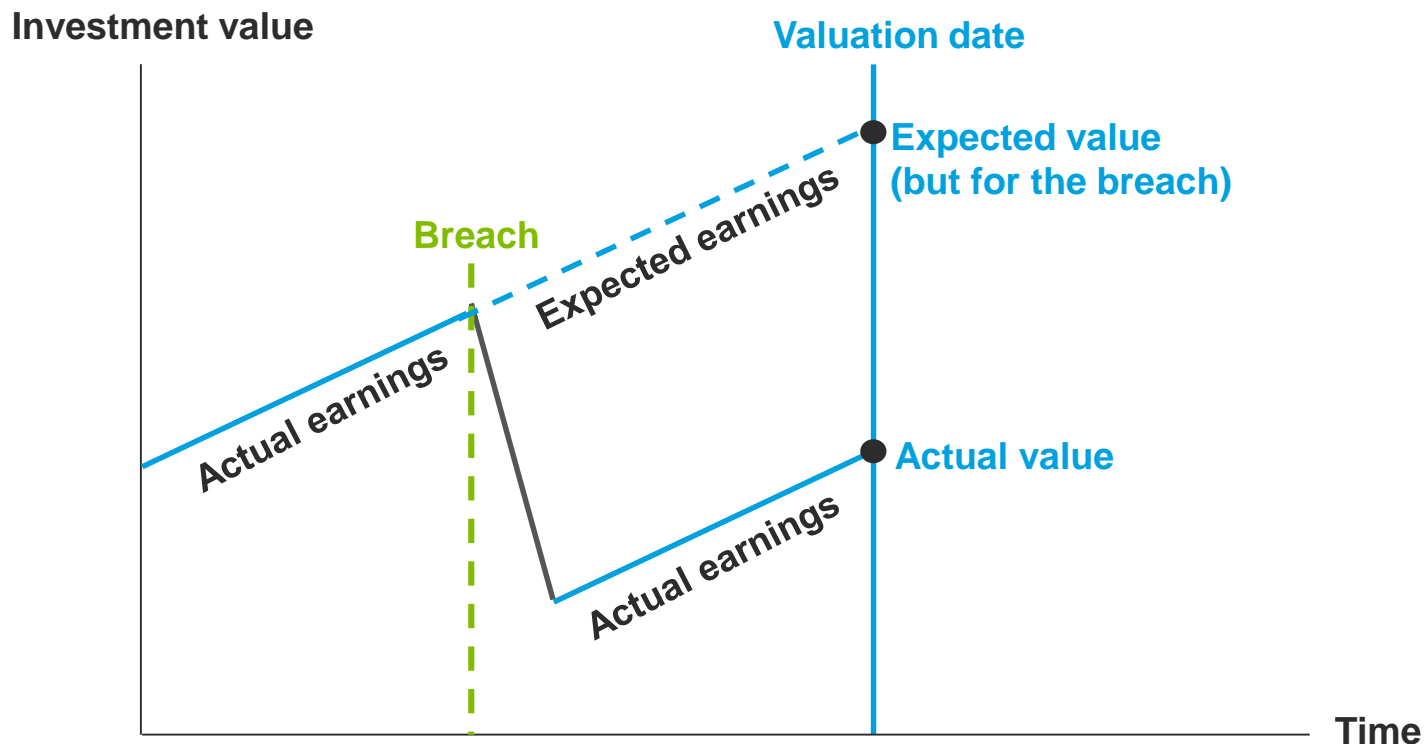 Investment value
Valuation date
Expected value
(but for the breach)
Breach
Expected earnings
Actual earnings
Actual value
Actual earnings
Time